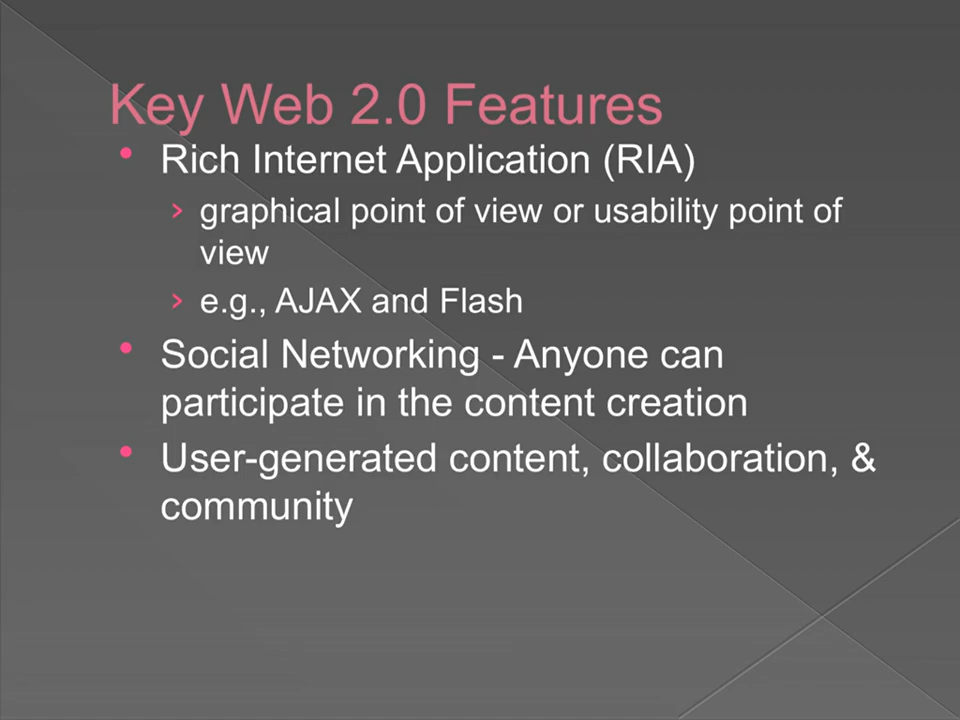 Key Web 2.0 Features
• Rich Internet Application (RIA)
› graphical point of view or usability point of
view
› e.g., AJAX and Flash
• Social Networking - Anyone can
participate in the content creation
• User-generated content, collaboration, &
community